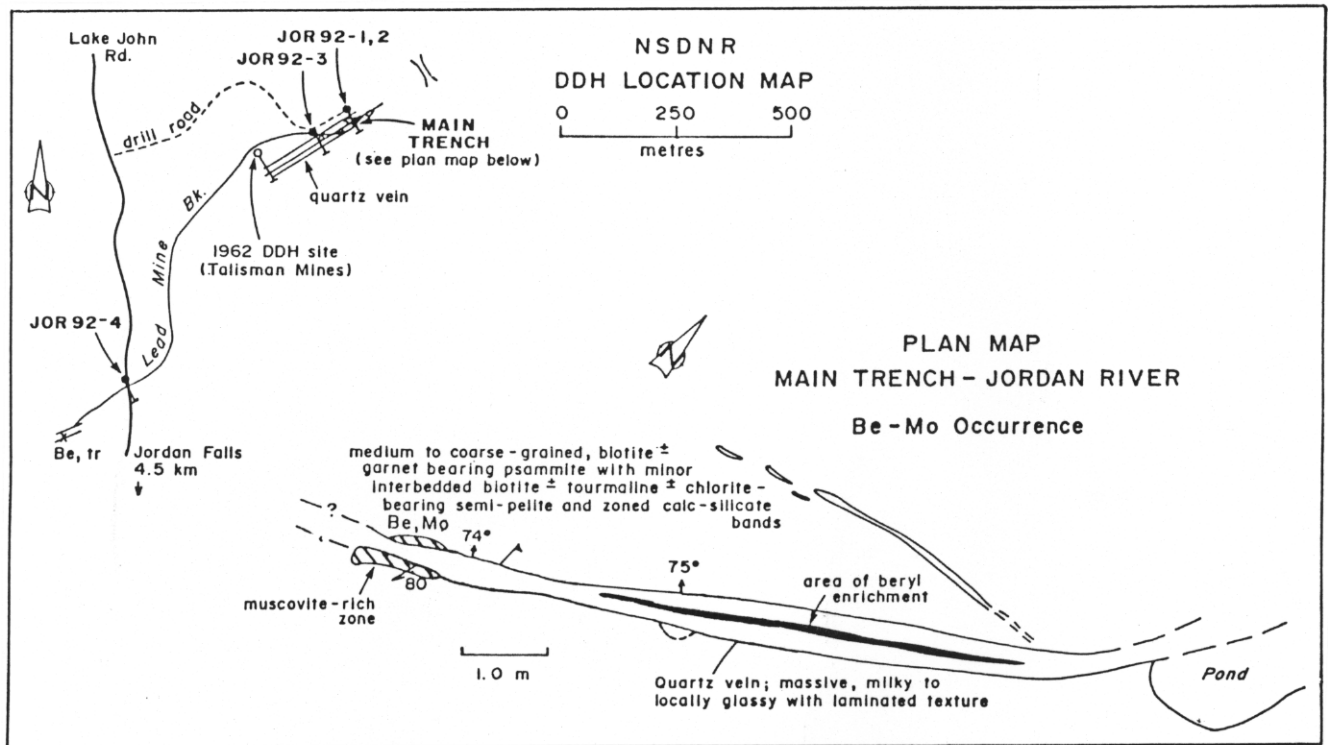 Lake John
Rd.
JOR 92-1,2
JOR 92-3
NSDNR
DDH LOCATION MAP
0 250 500
metres
drill road
MAIN
TRENCH
(see plan map below)
N
quartz vein
Bk.
Mine
Lead
1962 DDH site
(Talisman Mines)
JOR 92-4
Be, tr
Jordan Falls
4.5 km
N
PLAN MAP
MAIN TRENCH - JORDAN RIVER
Be-Mo Occurrence
medium to coarse-grained, biotite ±
garnet bearing psammite with minor
interbedded biotite ± tourmaline ± chlorite-
bearing semi-pelite and zoned calc-silicate
bands
?
Be, Mo
74°
75°
80
muscovite-rich
zone
area of beryl
enrichment
1.0 m
Quartz vein; massive, milky to
locally glassy with laminated texture
Pond